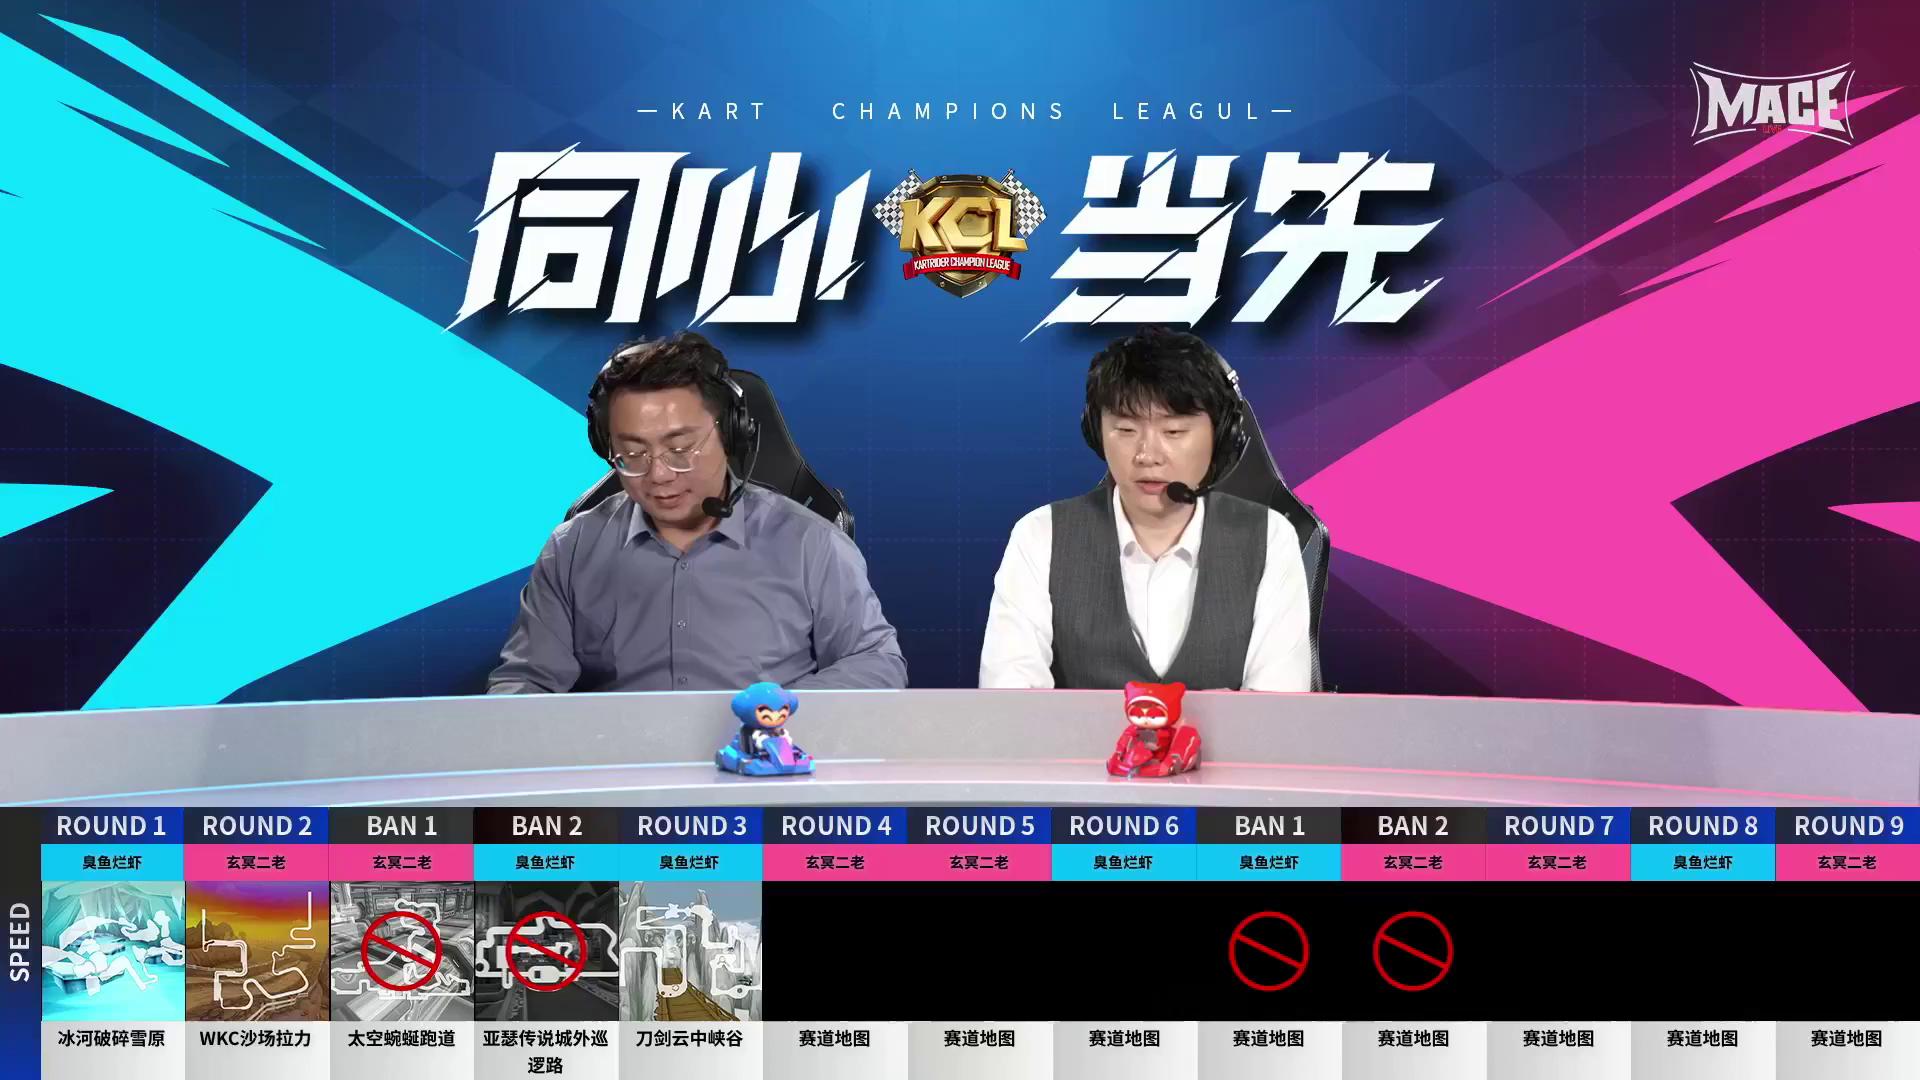 —KART CHAMPIONS LEAGUL—
MACE
LIVE
同心 当先
KCL
KARTRIDER CHAMPION LEAGUE
ROUND 1 ROUND 2 BAN 1 BAN 2 ROUND 3 ROUND 4 ROUND 5 ROUND 6 BAN 1 BAN 2 ROUND 7 ROUND 8 ROUND 9
臭鱼烂虾 玄冥二老 玄冥二老 臭鱼烂虾 臭鱼烂虾 玄冥二老 玄冥二老 臭鱼烂虾 臭鱼烂虾 玄冥二老 玄冥二老 臭鱼烂虾 玄冥二老
SPEED
冰河破碎雪原 WKC沙场拉力 太空蜿蜒跑道 亚瑟传说城外巡逻路 刀剑云中峡谷 赛道地图 赛道地图 赛道地图 赛道地图 赛道地图 赛道地图 赛道地图 赛道地图